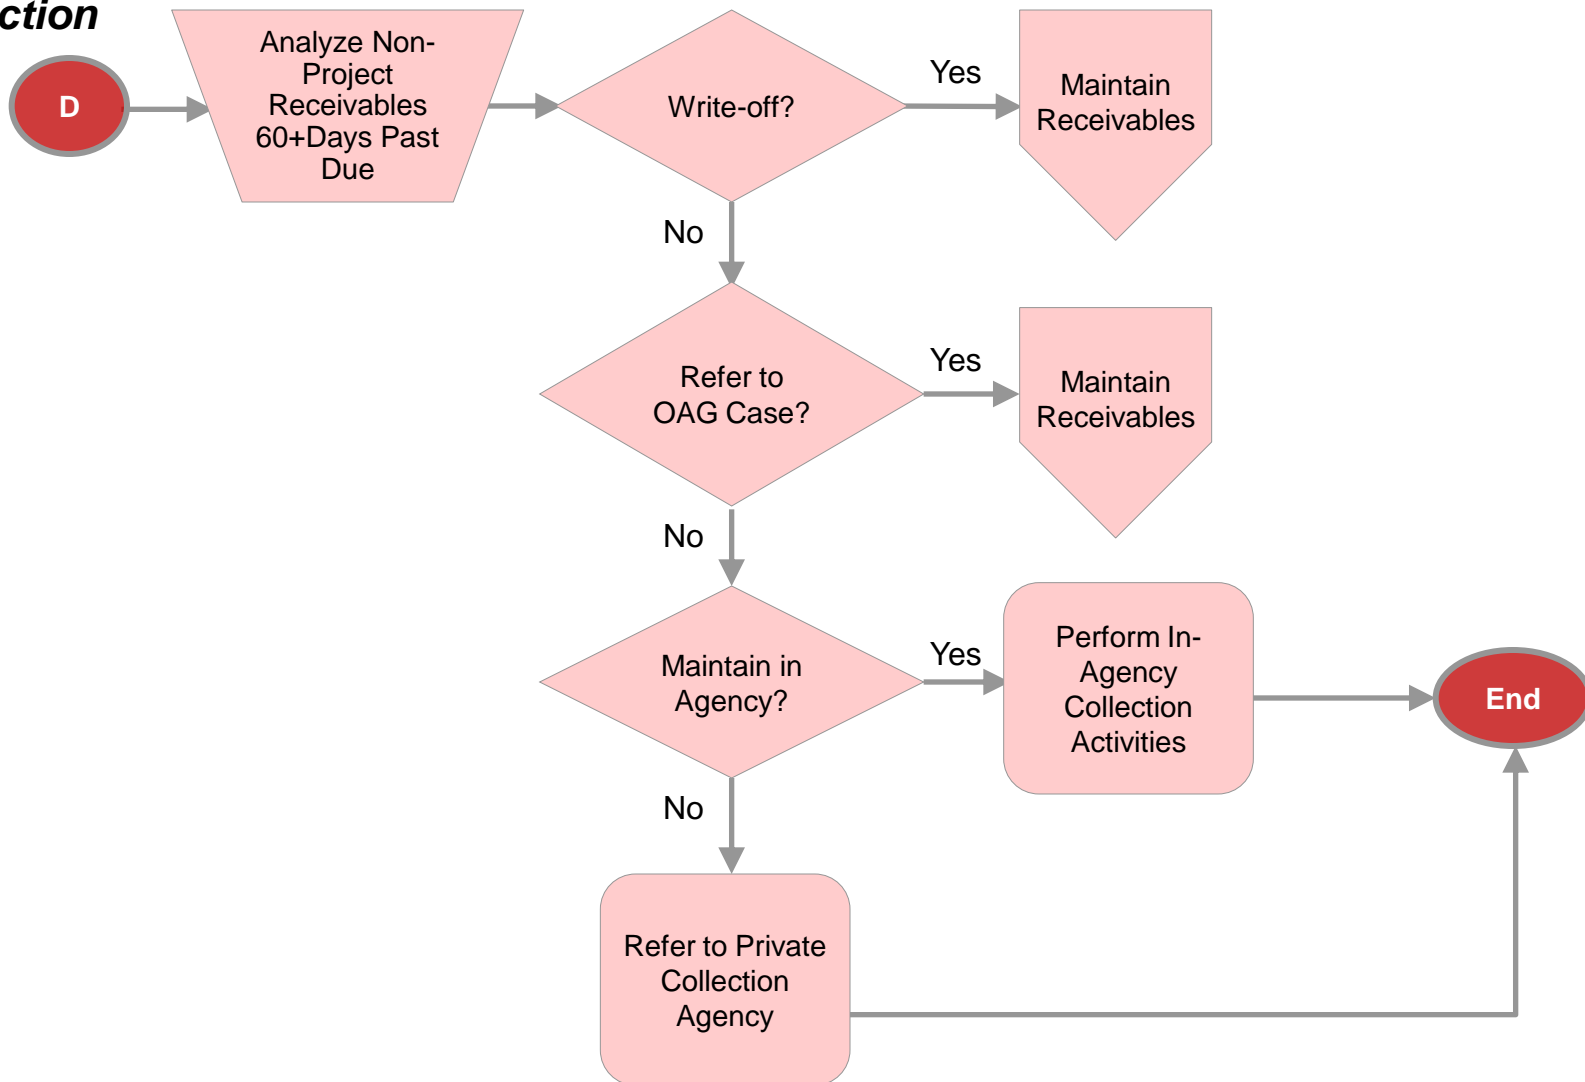 ction
D
Analyze Non-
Project
Receivables
60+Days Past
Due
Write-off?
Yes
Maintain
Receivables
No
Refer to
OAG Case?
Yes
Maintain
Receivables
No
Maintain in
Agency?
Yes
Perform In-
Agency
Collection
Activities
End
No
Refer to Private
Collection
Agency